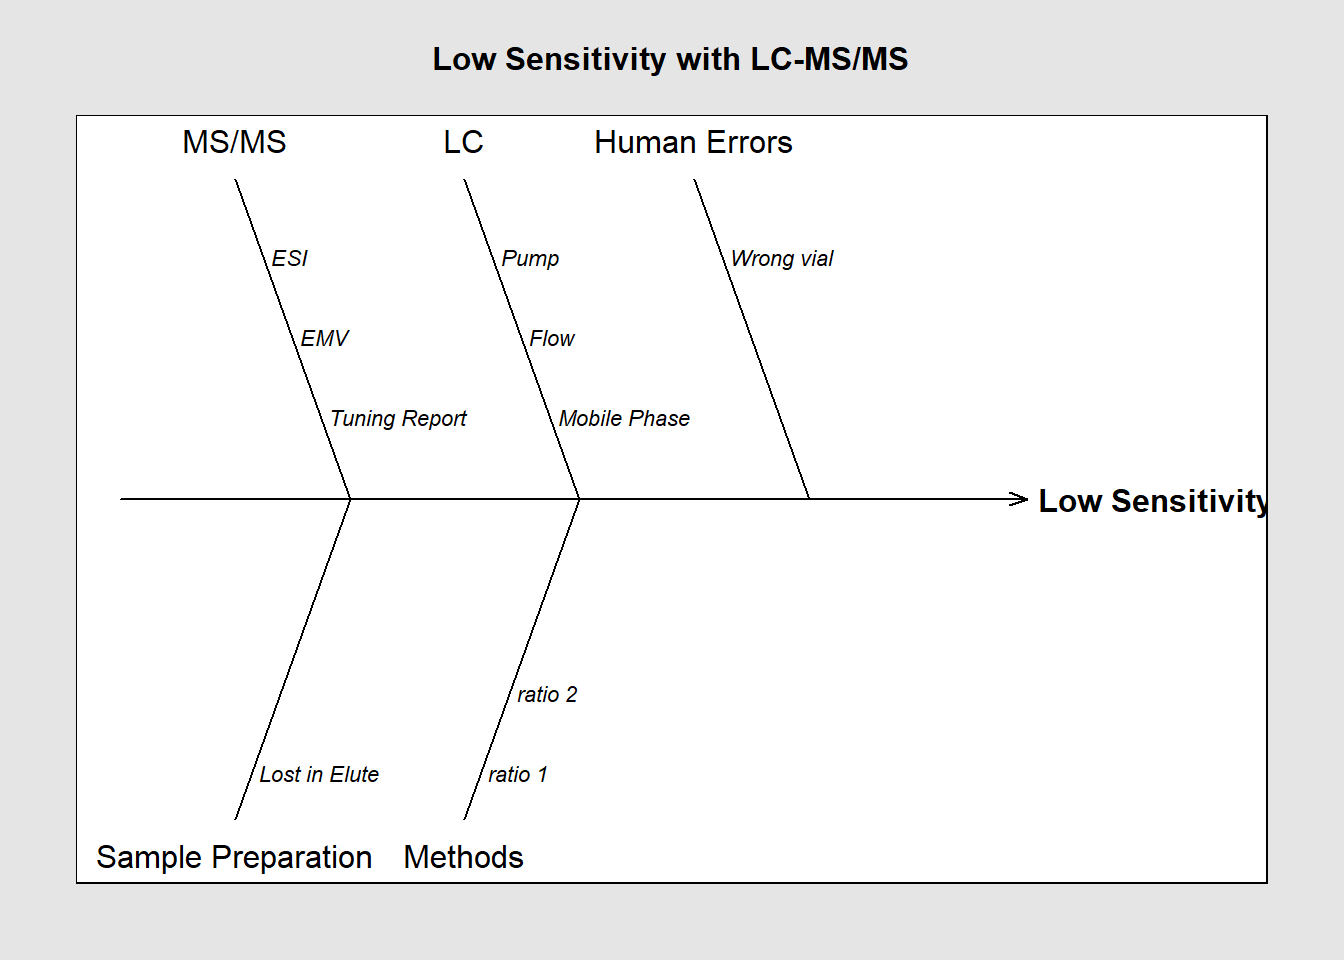 Low Sensitivity with LC-MS/MS
MS/MS
LC
Human Errors
ESI
Pump
Wrong vial
EMV
Flow
Tuning Report
Mobile Phase
Low Sensitivity
ratio 2
Lost in Elute
ratio 1
Sample Preparation
Methods